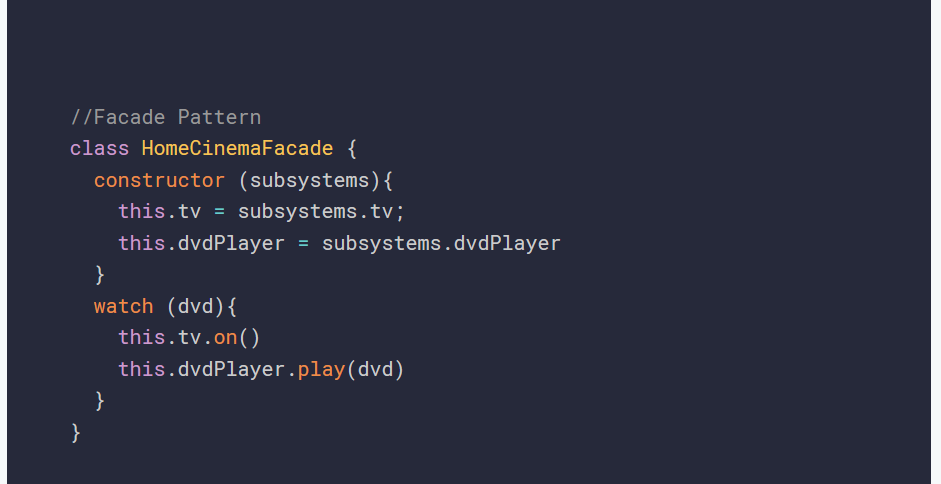 //Facade Pattern
class HomeCinemaFacade {
  constructor (subsystems){
    this.tv = subsystems.tv;
    this.dvdPlayer = subsystems.dvdPlayer
  }
  watch (dvd){
    this.tv.on()
    this.dvdPlayer.play(dvd)
  }
}